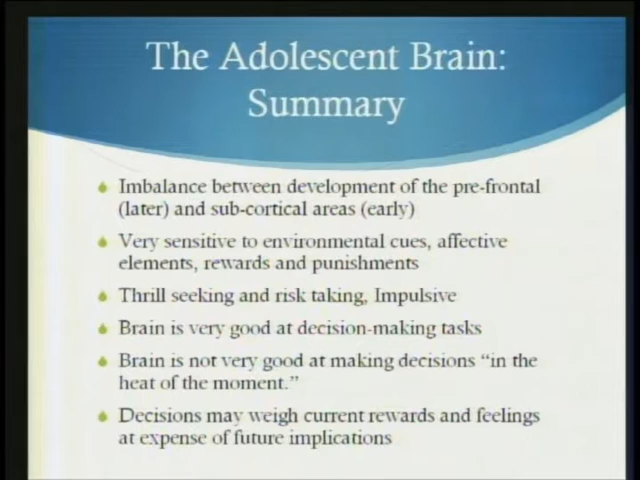 The Adolescent Brain:
Summary
Imbalance between development of the pre-frontal
(later) and sub-cortical areas (early)
Very sensitive to environmental cues, affective
elements, rewards and punishments
Thrill seeking and risk taking, Impulsive
Brain is very good at decision-making tasks
Brain is not very good at making decisions “in the
heat of the moment.”
Decisions may weigh current rewards and feelings
at expense of future implications